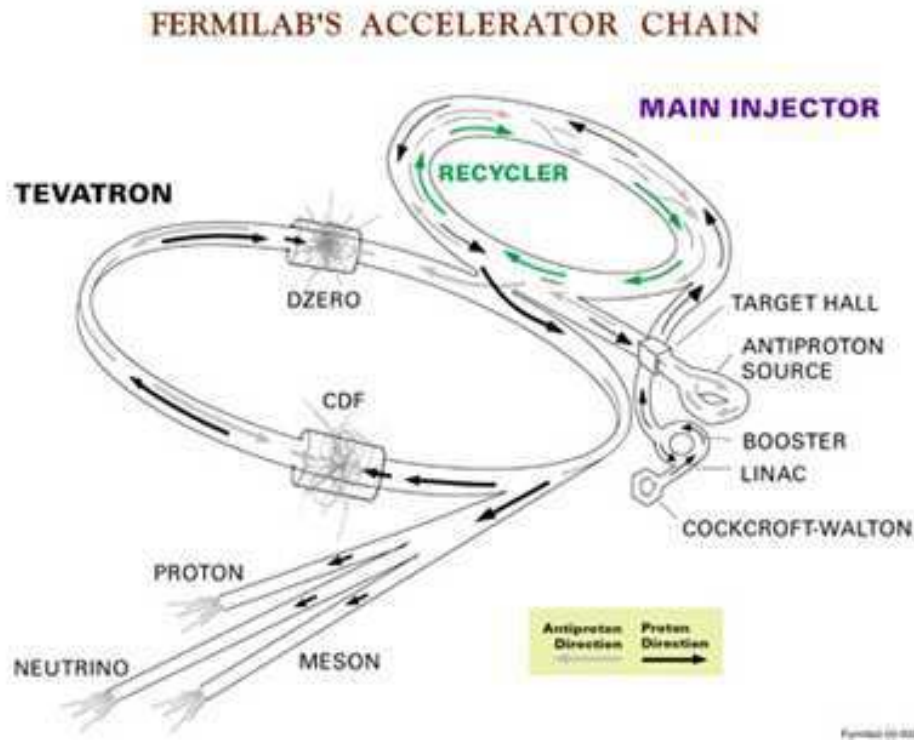 FERMILAB'S ACCELERATOR CHAIN
MAIN INJECTOR
RECYCLER
TEVATRON
DZERO
TARGET HALL
ANTIPROTON
SOURCE
CDF
BOOSTER
LINAC
COCKCROFT-WALTON
PROTON
NEUTRINO
MESON
Antiproton Proton
Direction Direction
Fermilab